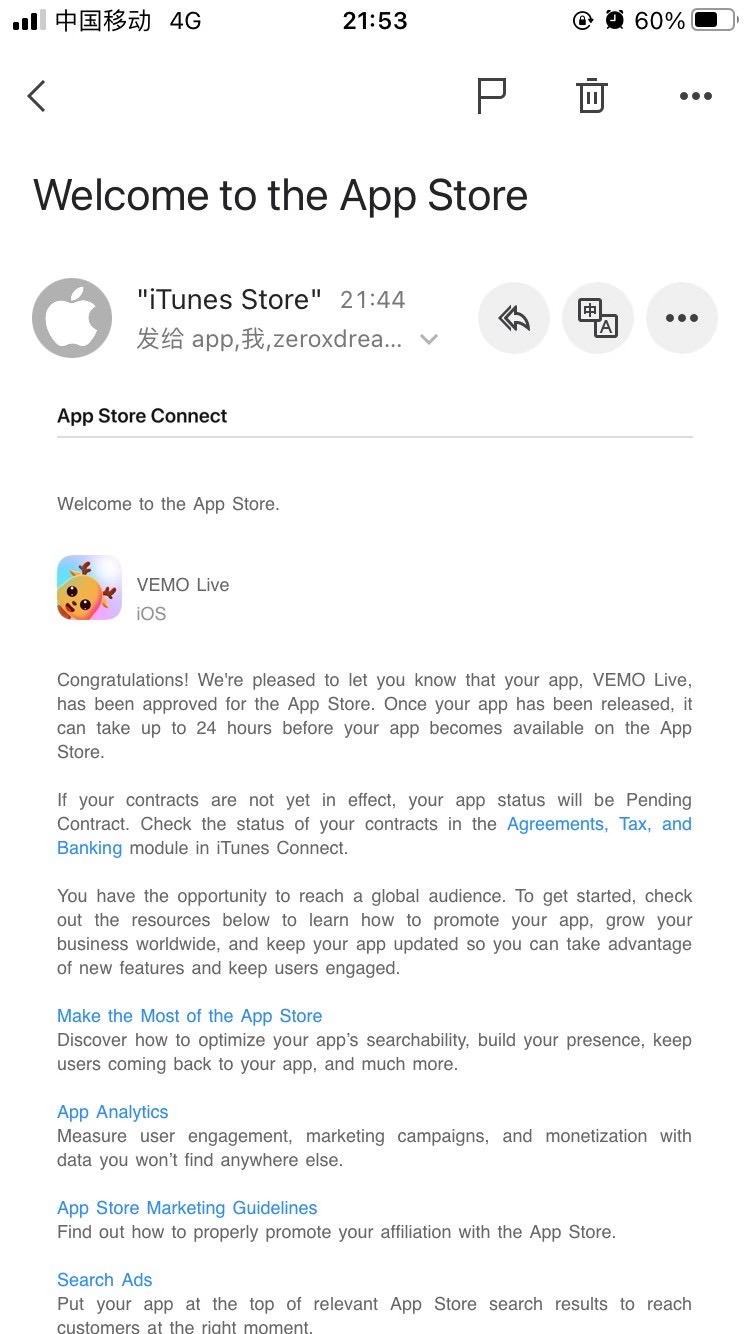 中国移动 4G 21:53 60%
Welcome to the App Store
"iTunes Store" 21:44
发给 app,我,zeroxdrea...
中 A
App Store Connect
Welcome to the App Store.
VEMO Live
iOS
Congratulations! We're pleased to let you know that your app, VEMO Live,
has been approved for the App Store. Once your app has been released, it
can take up to 24 hours before your app becomes available on the App
Store.
If your contracts are not yet in effect, your app status will be Pending
Contract. Check the status of your contracts in the Agreements, Tax, and
Banking module in iTunes Connect.
You have the opportunity to reach a global audience. To get started, check
out the resources below to learn how to promote your app, grow your
business worldwide, and keep your app updated so you can take advantage
of new features and keep users engaged.
Make the Most of the App Store
Discover how to optimize your app’s searchability, build your presence, keep
users coming back to your app, and much more.
App Analytics
Measure user engagement, marketing campaigns, and monetization with
data you won’t find anywhere else.
App Store Marketing Guidelines
Find out how to properly promote your affiliation with the App Store.
Search Ads
Put your app at the top of relevant App Store search results to reach
customers at the right moment.